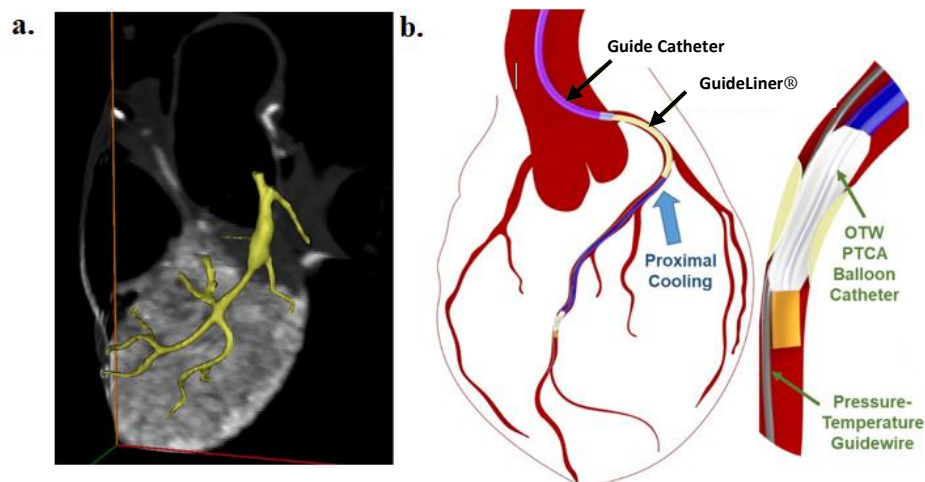 a.
b.
Guide Catheter
GuideLiner®
Proximal
Cooling
OTW
PTCA
Balloon
Catheter
Pressure-
Temperature
Guidewire